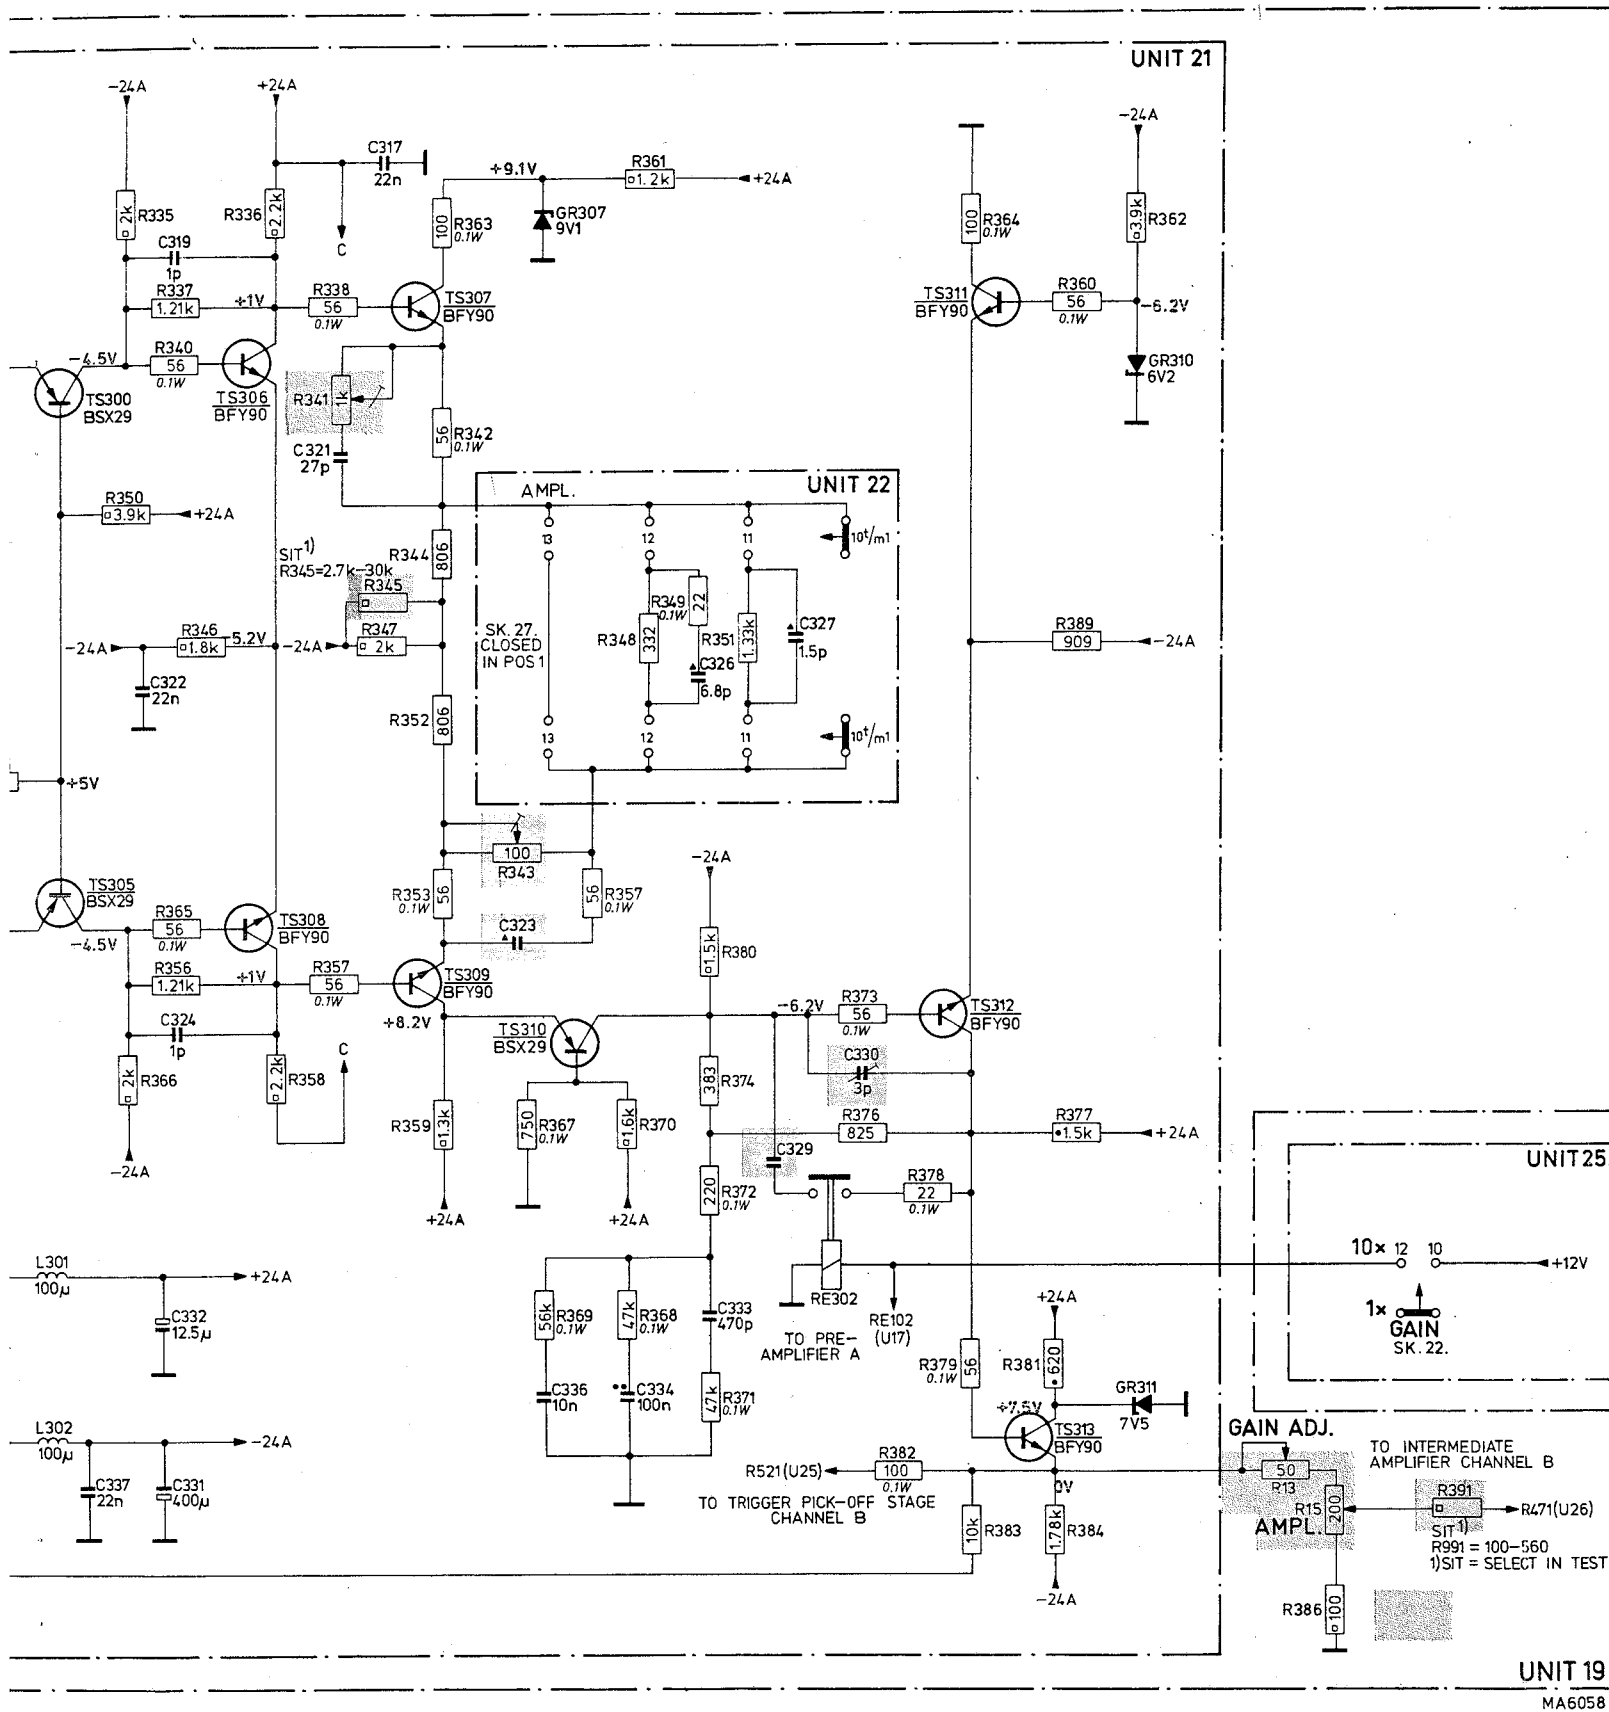 UNIT 21
-24A
+24A
-24A
C317
22n
÷9.1V
R361
1.2k
+24A
R335
2k
R336
2.2k
C
100
R363
0.1W
GR307
9V1
100
R364
0.1W
3.9k
R362
C319
1p
R337
1.21k
÷1V
R338
56
0.1W
TS307
BFY90
TS311
BFY90
R360
56
0.1W
-6.2V
-4.5V
R340
56
0.1W
TS300
BSX29
TS306
BFY90
R341
1k
GR310
6V2
56
R342
0.1W
C321
27p
R350
3.9k
+24A
AMPL.
UNIT 22
13
12
11
10t/m1
SIT1)
R345=2.7k-30k
R344
806
R345
R346
1.8k
-24A
-5.2V
-24A
R347
2k
C322
22n
SK. 27.
CLOSED
IN POS 1
R349
0.1W
22
R348
332
R351
1.33k
C327
1.5p
C326
6.8p
R389
909
-24A
R352
806
13
12
11
10t/m1
÷5V
100
R343
-24A
TS305
BSX29
R353
0.1W
56
56
R357
0.1W
R365
56
0.1W
-4.5V
TS308
BFY90
C323
1.5k
R380
R356
1.21k
÷1V
R357
56
0.1W
TS309
BFY90
÷8.2V
-6.2V
R373
56
0.1W
TS312
BFY90
C324
1p
TS310
BSX29
C330
3p
2k
R366
2.2k
R358
C
383
R374
R359
1.3k
750
R367
0.1W
1.6k
R370
R376
825
R377
1.5k
+24A
-24A
C329
UNIT 25
220
R372
0.1W
R378
22
0.1W
+24A
+24A
10× 12 10
+12V
L301
100µ
+24A
C332
12.5µ
56k
R369
0.1W
47k
R368
0.1W
C333
470p
RE302
RE102
(U17)
TO PRE-
AMPLIFIER A
+24A
1×
GAIN
SK. 22.
R379
0.1W
56
R381
620
C336
10n
C334
100n
47k
R371
0.1W
GR311
7V5
÷7.5V
TS313
BFY90
L302
100µ
-24A
GAIN ADJ.
TO INTERMEDIATE
AMPLIFIER CHANNEL B
C337
22n
C331
400µ
R521(U25)
R382
100
0.1W
TO TRIGGER PICK-OFF STAGE
CHANNEL B
0V
50
R13
R391
R15
200
AMPL.
R471(U26)
10k
R383
1.78k
R384
SIT1)
R991 = 100-560
1)SIT = SELECT IN TEST
-24A
R386
100
UNIT 19
MA6058